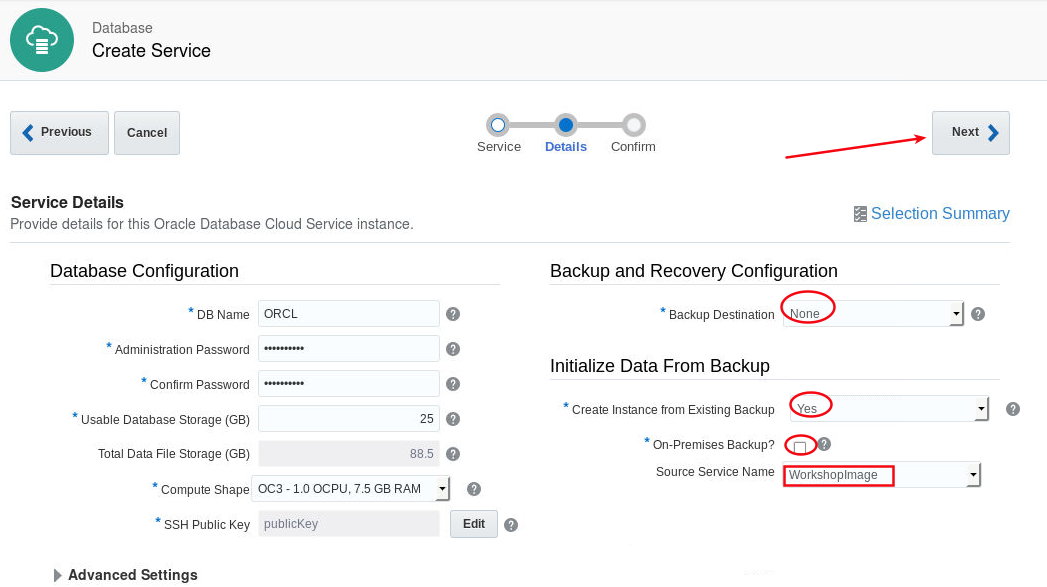 Database
Create Service
Previous
Cancel
Service
Details
Confirm
Next
Service Details
Provide details for this Oracle Database Cloud Service instance.
Selection Summary
Database Configuration
* DB Name ORCL ?
* Administration Password •••••••••• ?
* Confirm Password •••••••••• ?
* Usable Database Storage (GB) 25 ?
Total Data File Storage (GB) 88.5 ?
* Compute Shape OC3 - 1.0 OCPU, 7.5 GB RAM ?
* SSH Public Key publicKey Edit ?
Advanced Settings
Backup and Recovery Configuration
* Backup Destination None ?
Initialize Data From Backup
* Create Instance from Existing Backup Yes ?
* On-Premises Backup? ?
Source Service Name WorkshopImage